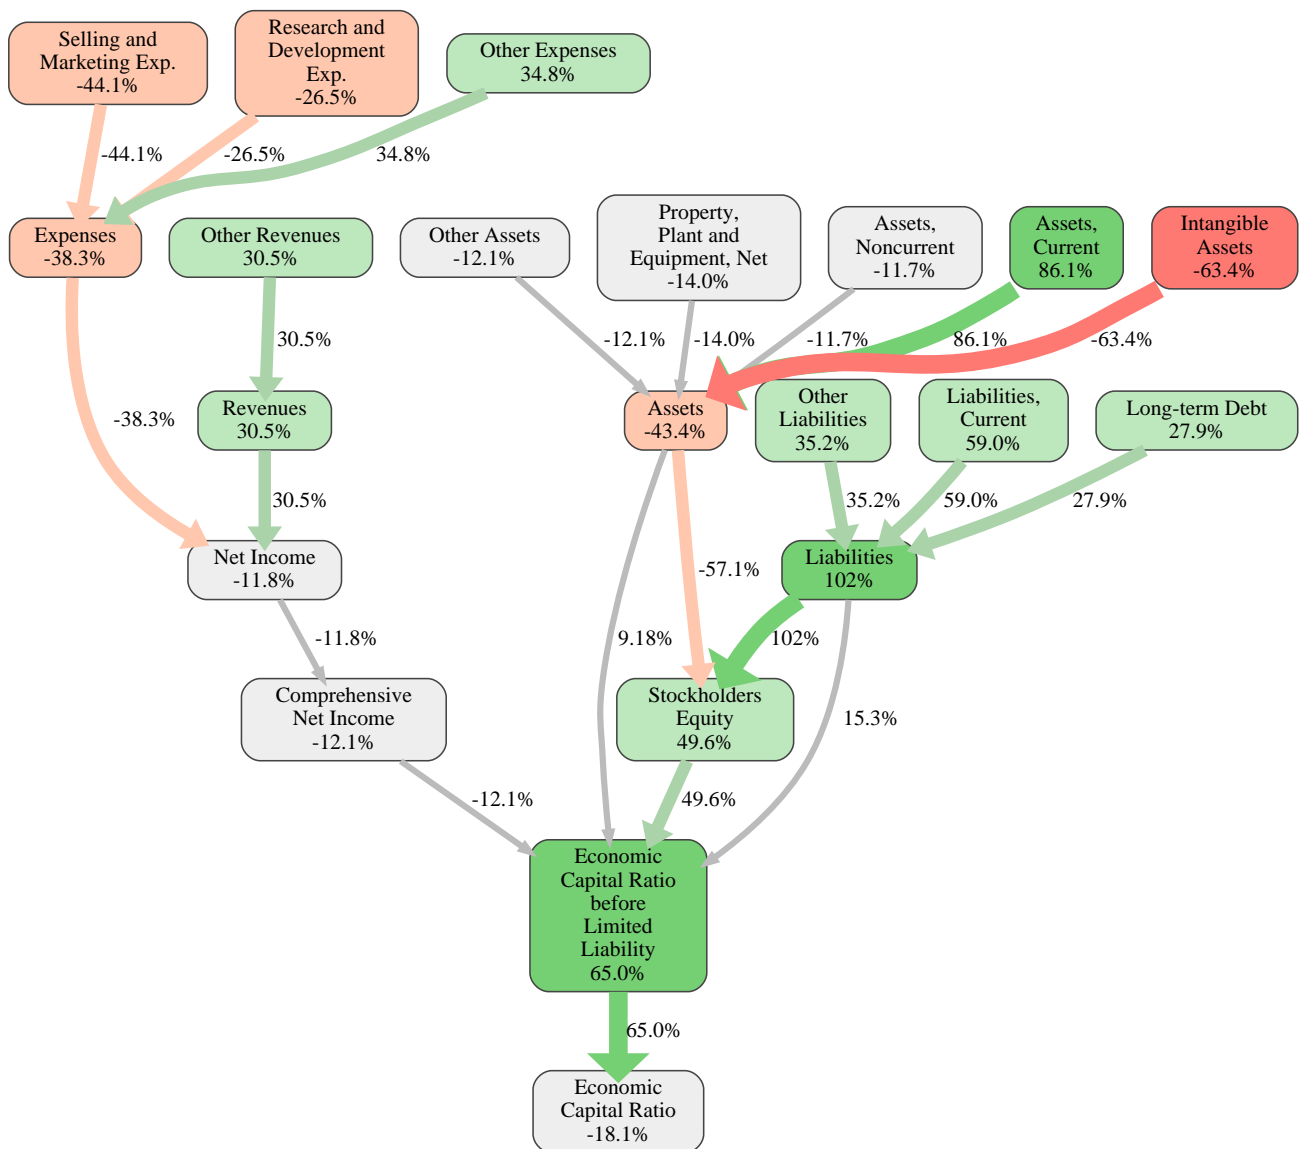 Selling and
Marketing Exp.
-44.1%
Research and
Development
Exp.
-26.5%
Other Expenses
34.8%
-44.1%
-26.5%
34.8%
Expenses
-38.3%
Other Revenues
30.5%
Other Assets
-12.1%
Property,
Plant and
Equipment, Net
-14.0%
Assets,
Noncurrent
-11.7%
Assets,
Current
86.1%
Intangible
Assets
-63.4%
30.5%
-12.1%
-14.0%
-11.7%
86.1%
-63.4%
-38.3%
Revenues
30.5%
Assets
-43.4%
Other
Liabilities
35.2%
Liabilities,
Current
59.0%
Long-term Debt
27.9%
30.5%
35.2%
59.0%
27.9%
Net Income
-11.8%
-57.1%
Liabilities
102%
-11.8%
9.18%
102%
Comprehensive
Net Income
-12.1%
Stockholders
Equity
49.6%
15.3%
-12.1%
49.6%
Economic
Capital Ratio
before
Limited
Liability
65.0%
65.0%
Economic
Capital Ratio
-18.1%